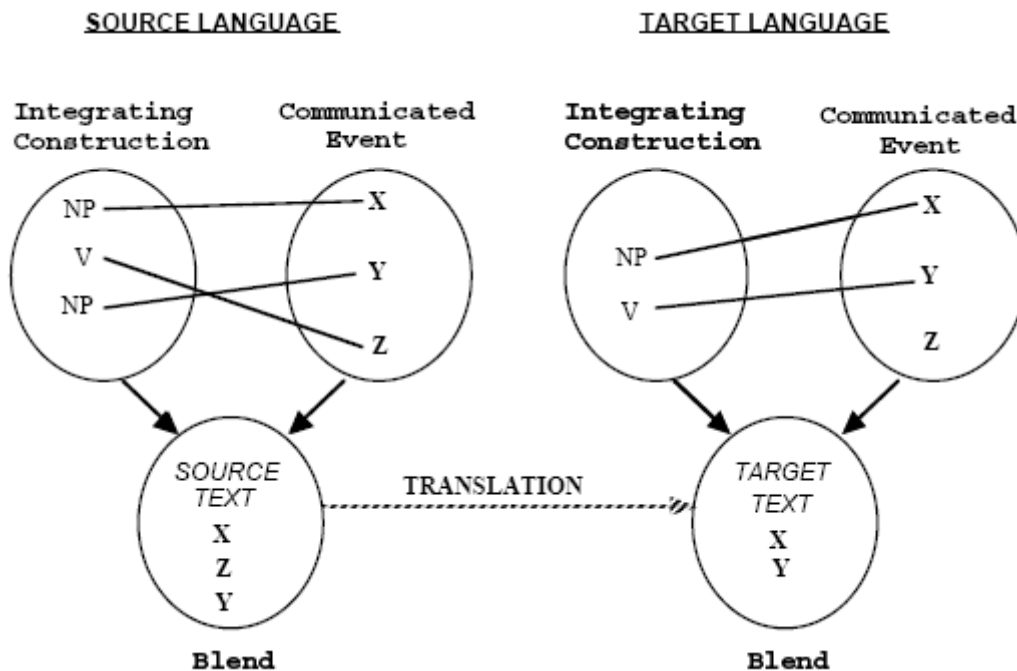 SOURCE LANGUAGE
TARGET LANGUAGE
Integrating
Construction
Communicated
Event
Integrating
Construction
Communicated
Event
NP
V
NP
X
Y
Z
NP
V
X
Y
Z
SOURCE
TEXT
X
Z
Y
TRANSLATION
TARGET
TEXT
X
Y
Blend
Blend